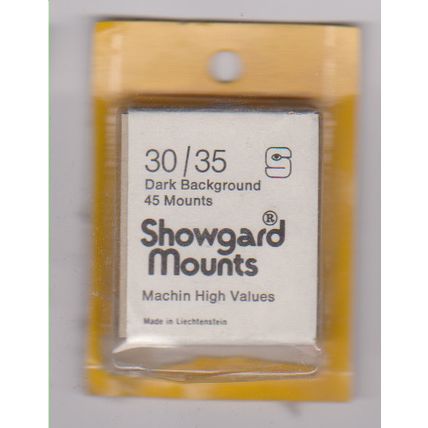 30/35
Dark Background
45 Mounts
Showgard®
Mounts
Machin High Values
Made in Liechtenstein